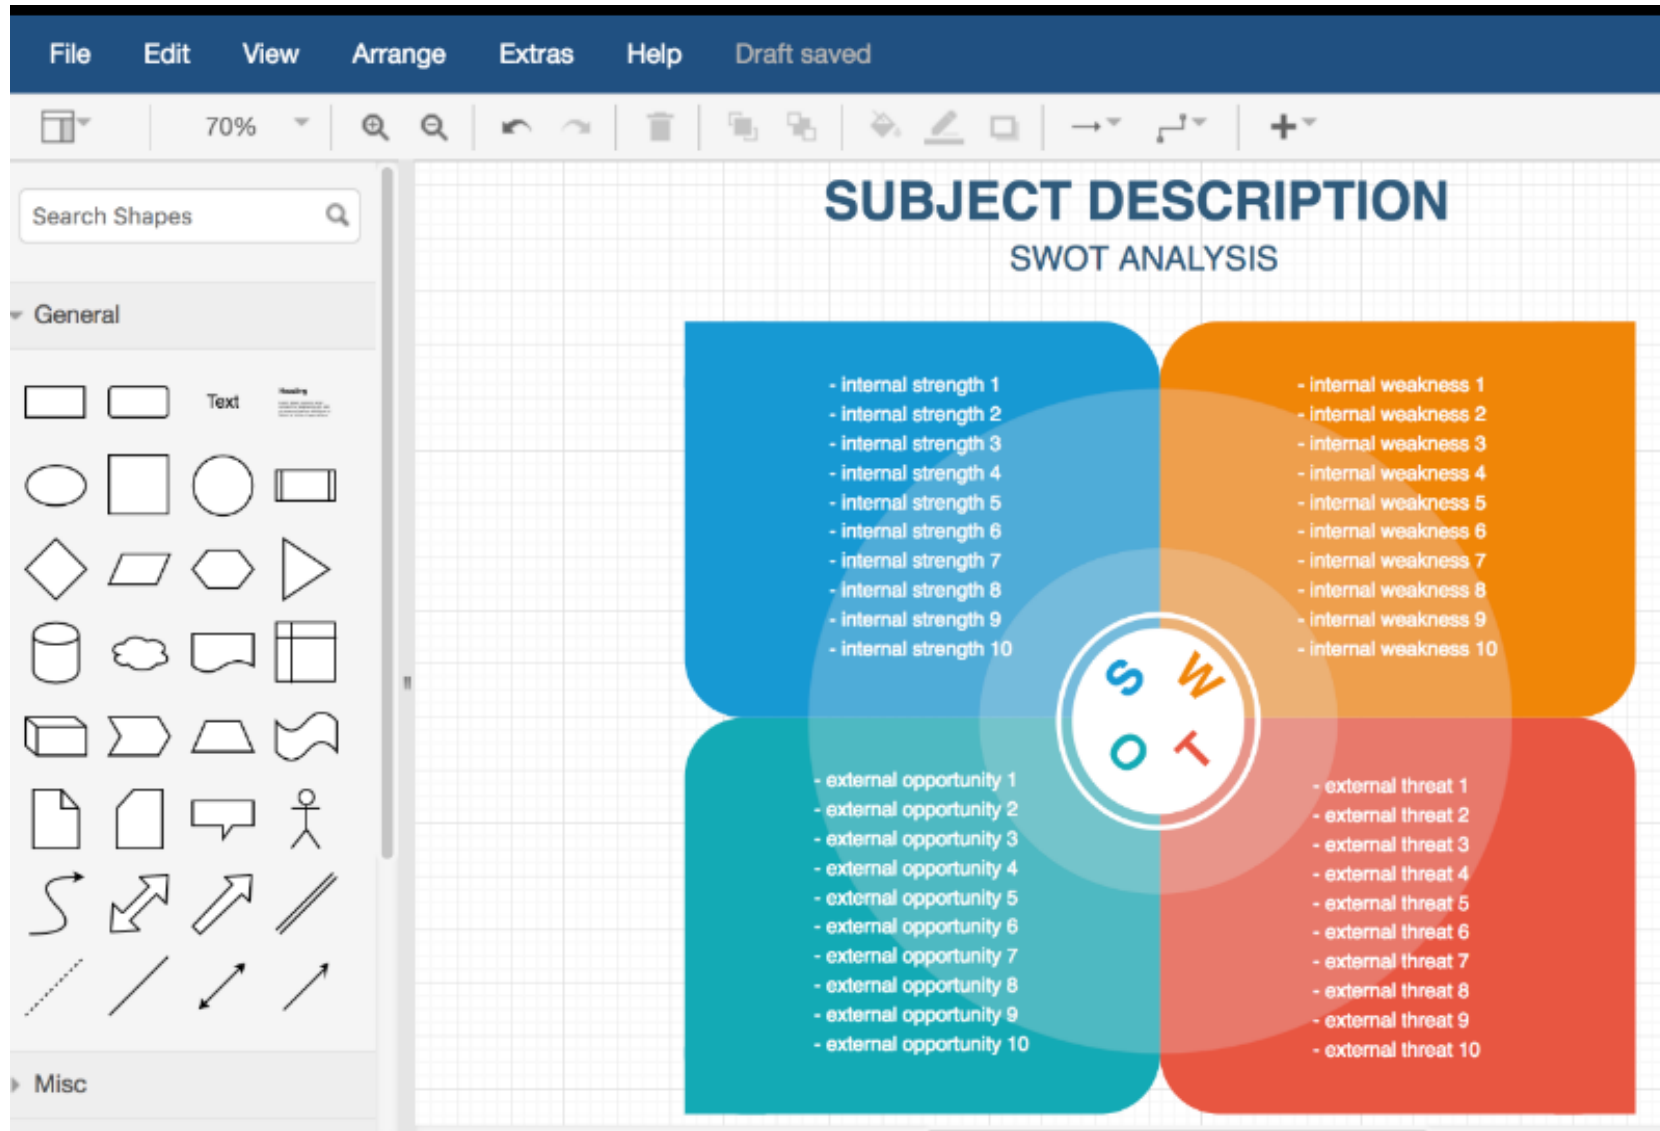 File Edit View Arrange Extras Help Draft saved
70%
Search Shapes
General
Text
Heading
Misc
SUBJECT DESCRIPTION
SWOT ANALYSIS
- internal strength 1
- internal strength 2
- internal strength 3
- internal strength 4
- internal strength 5
- internal strength 6
- internal strength 7
- internal strength 8
- internal strength 9
- internal strength 10
- internal weakness 1
- internal weakness 2
- internal weakness 3
- internal weakness 4
- internal weakness 5
- internal weakness 6
- internal weakness 7
- internal weakness 8
- internal weakness 9
- internal weakness 10
S W
O T
- external opportunity 1
- external opportunity 2
- external opportunity 3
- external opportunity 4
- external opportunity 5
- external opportunity 6
- external opportunity 7
- external opportunity 8
- external opportunity 9
- external opportunity 10
- external threat 1
- external threat 2
- external threat 3
- external threat 4
- external threat 5
- external threat 6
- external threat 7
- external threat 8
- external threat 9
- external threat 10